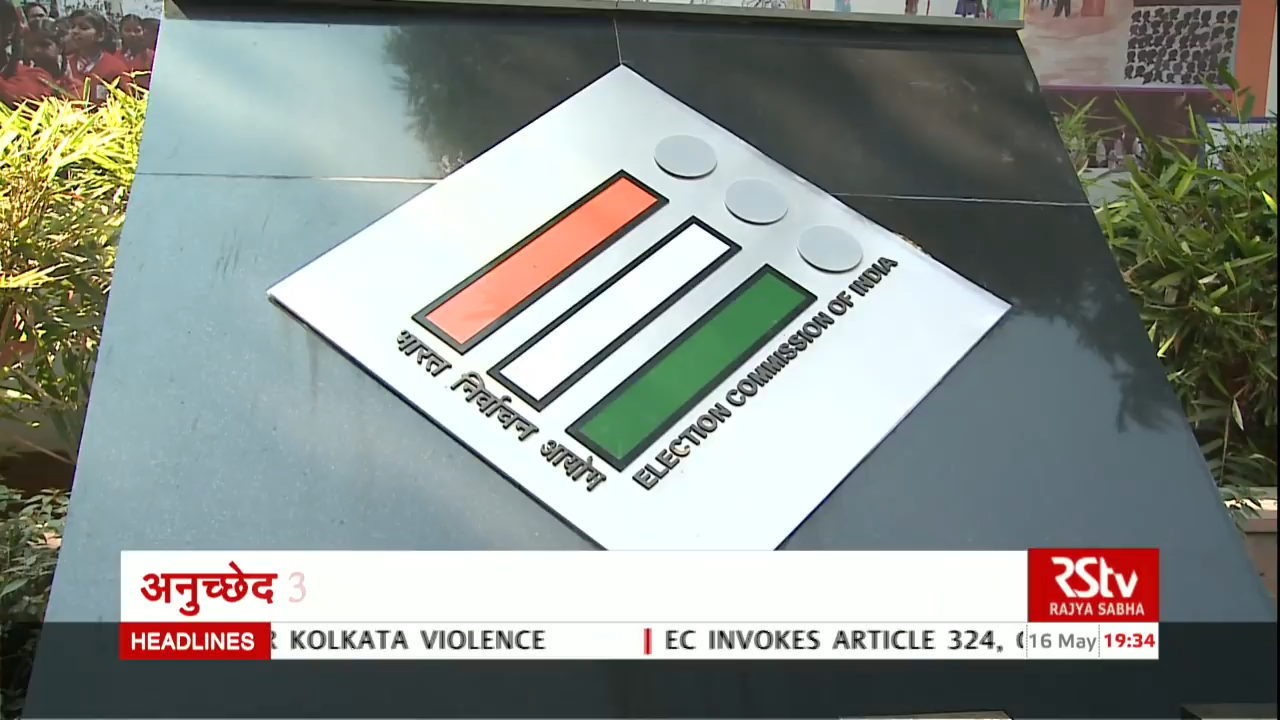 भारत निर्वाचन आयोग
ELECTION COMMISSION OF INDIA
अनुच्छेद 3
RStv
RAJYA SABHA
HEADLINES
KOLKATA VIOLENCE
EC INVOKES ARTICLE 324,
16 May
19:34